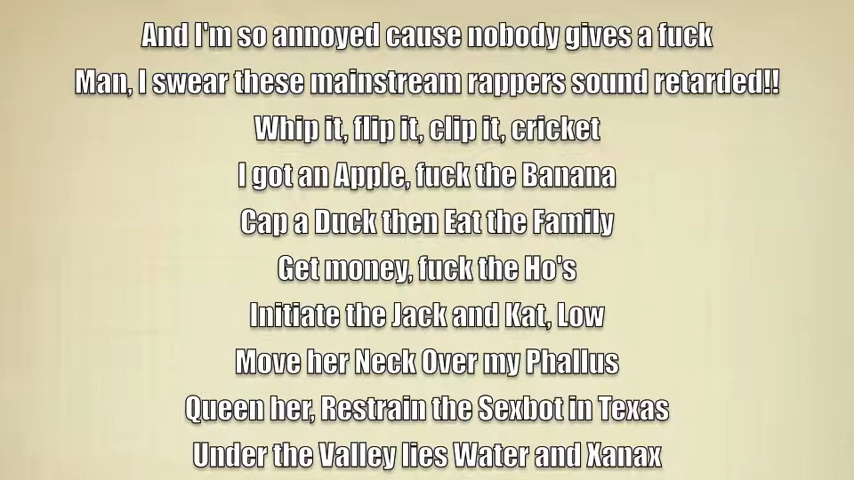 And I'm so annoyed cause nobody gives a fuck
Man, I swear these mainstream rappers sound retarded!!
Whip it, flip it, clip it, cricket
I got an Apple, fuck the Banana
Cap a Duck then Eat the Family
Get money, fuck the Ho's
Initiate the Jack and Kat, Low
Move her Neck Over my Phallus
Queen her, Restrain the Sexbot in Texas
Under the Valley lies Water and Xanax